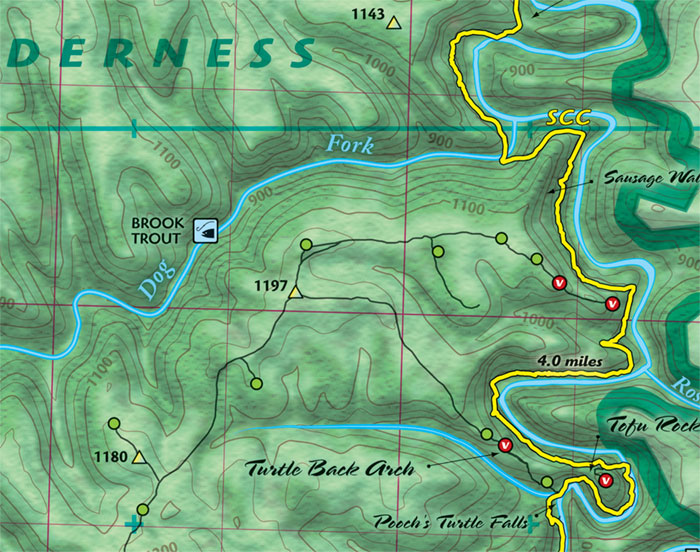 1143
DERNESS
1000
900
SCC
1100
Fork
900
Sausage Wal
900
1100
BROOK
TROUT
Dog
1197
900
1000
4.0 miles
1100
Ros
Tofu Rock
1180
Turtle Back Arch
Pooch's Turtle Falls
V
V
V
V